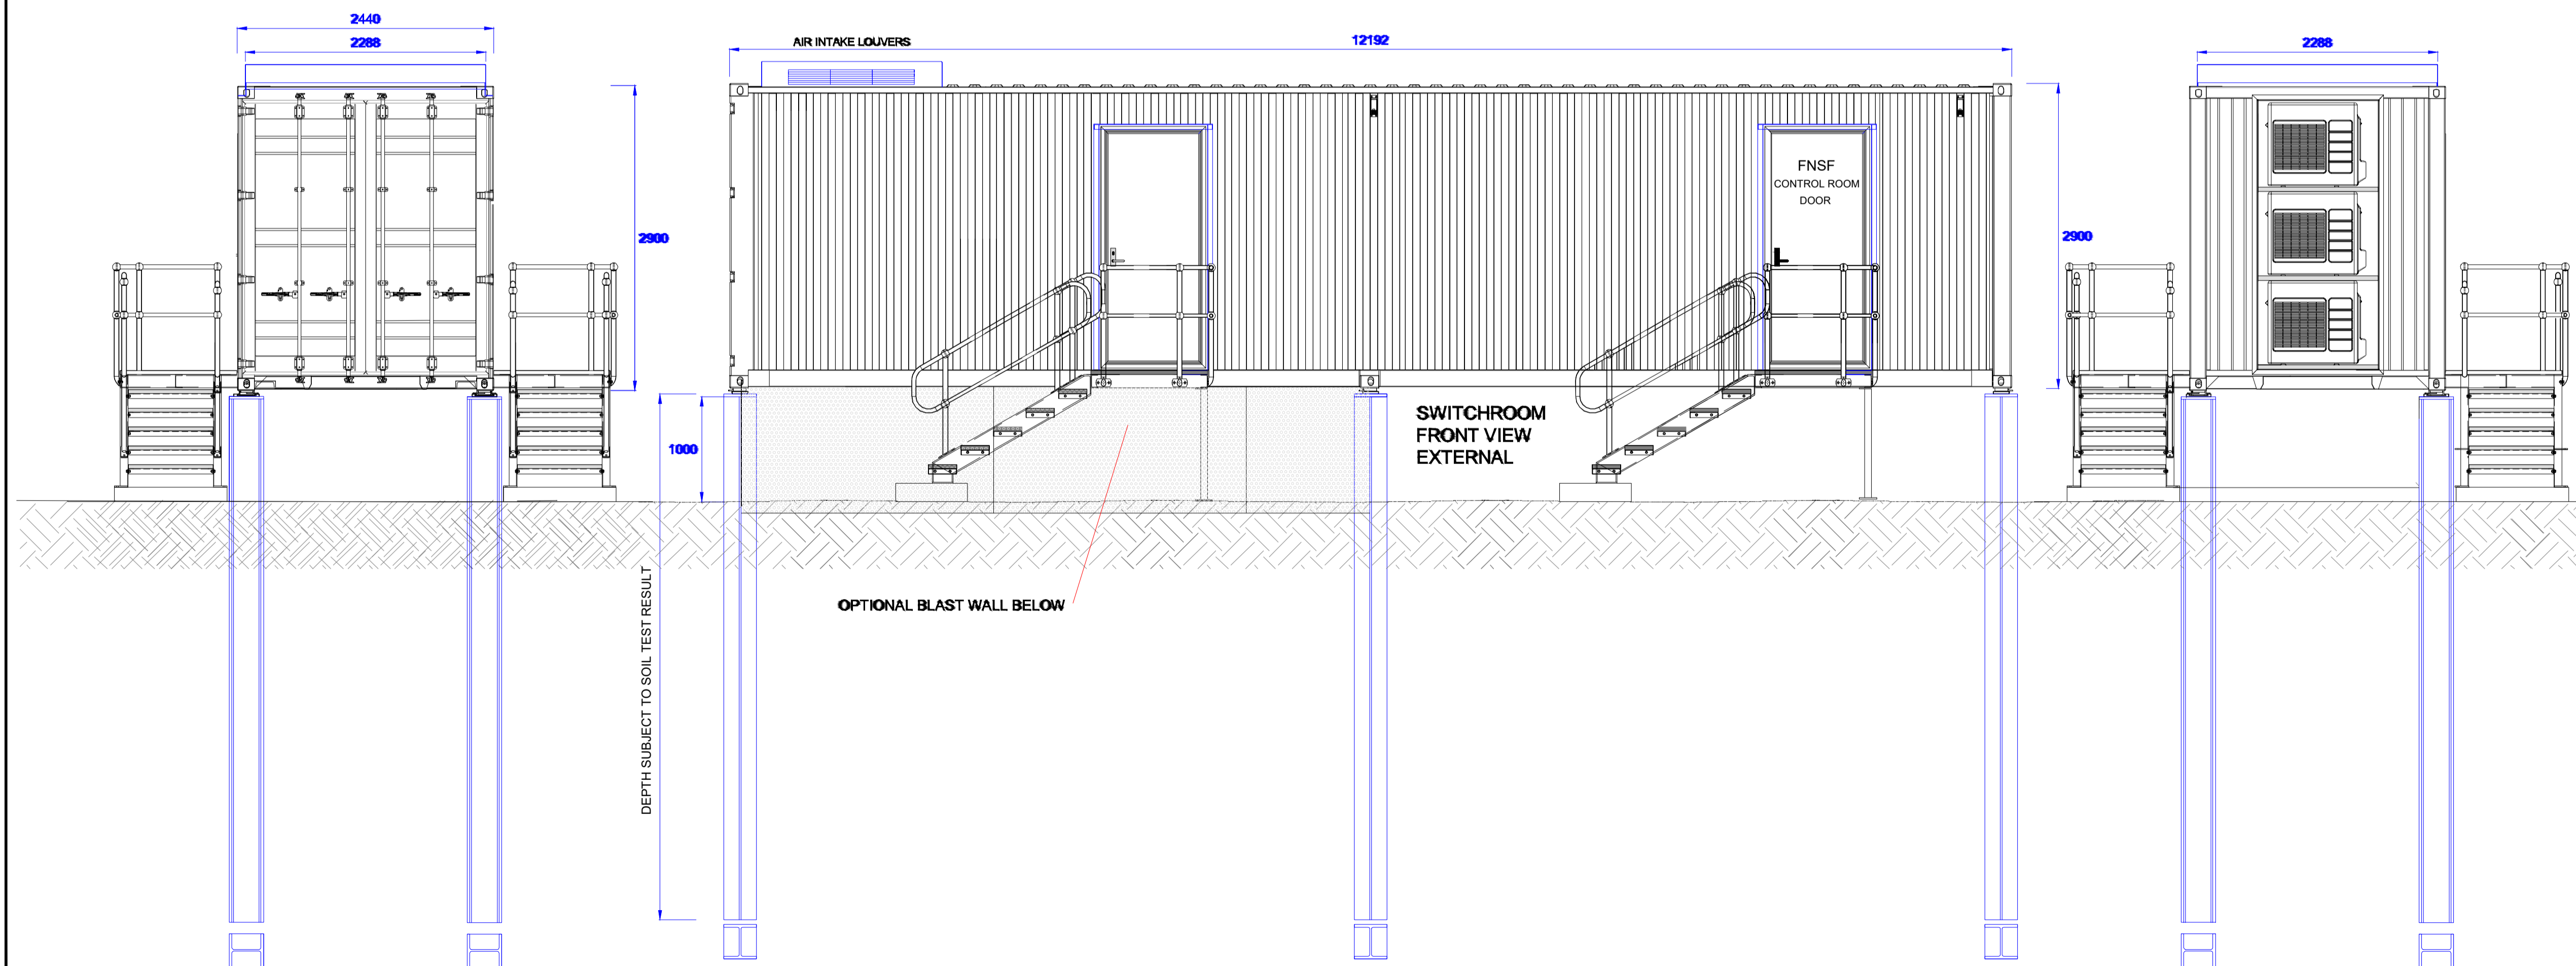 2440
2288
2900
AIR INTAKE LOUVERS
12192
FNSF
CONTROL ROOM
DOOR
1000
DEPTH SUBJECT TO SOIL TEST RESULT
SWITCHROOM
FRONT VIEW
EXTERNAL
OPTIONAL BLAST WALL BELOW
2288
2900